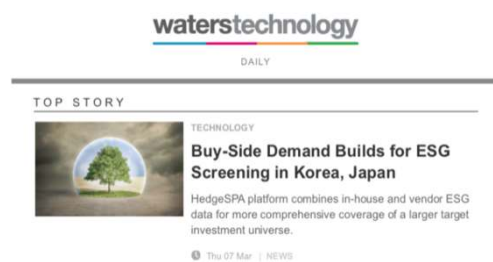 waterstechnology
DAILY
TOP STORY
TECHNOLOGY
Buy-Side Demand Builds for ESG
Screening in Korea, Japan
HedgeSPA platform combines in-house and vendor ESG
data for more comprehensive coverage of a larger target
investment universe.
Thu 07 Mar | NEWS